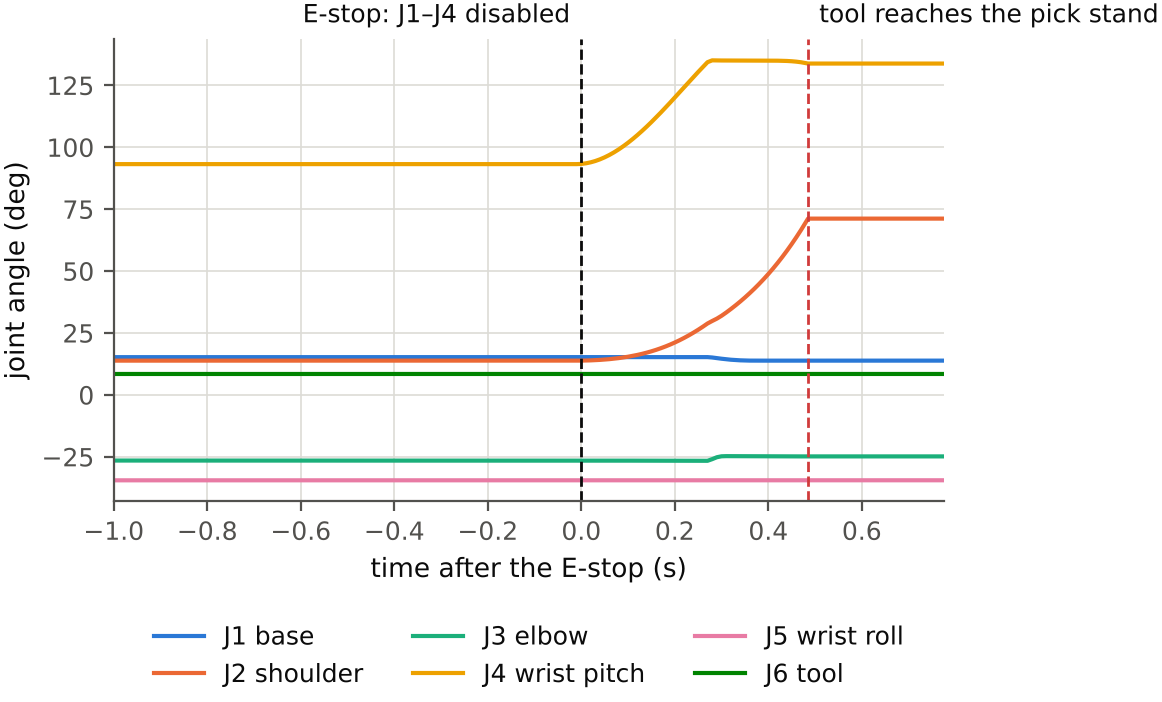 E-stop: J1–J4 disabled
tool reaches the pick stand
joint angle (deg)
125
100
75
50
25
0
−25
−1.0 −0.8 −0.6 −0.4 −0.2 0.0 0.2 0.4 0.6
time after the E-stop (s)
J1 base J3 elbow J5 wrist roll
J2 shoulder J4 wrist pitch J6 tool